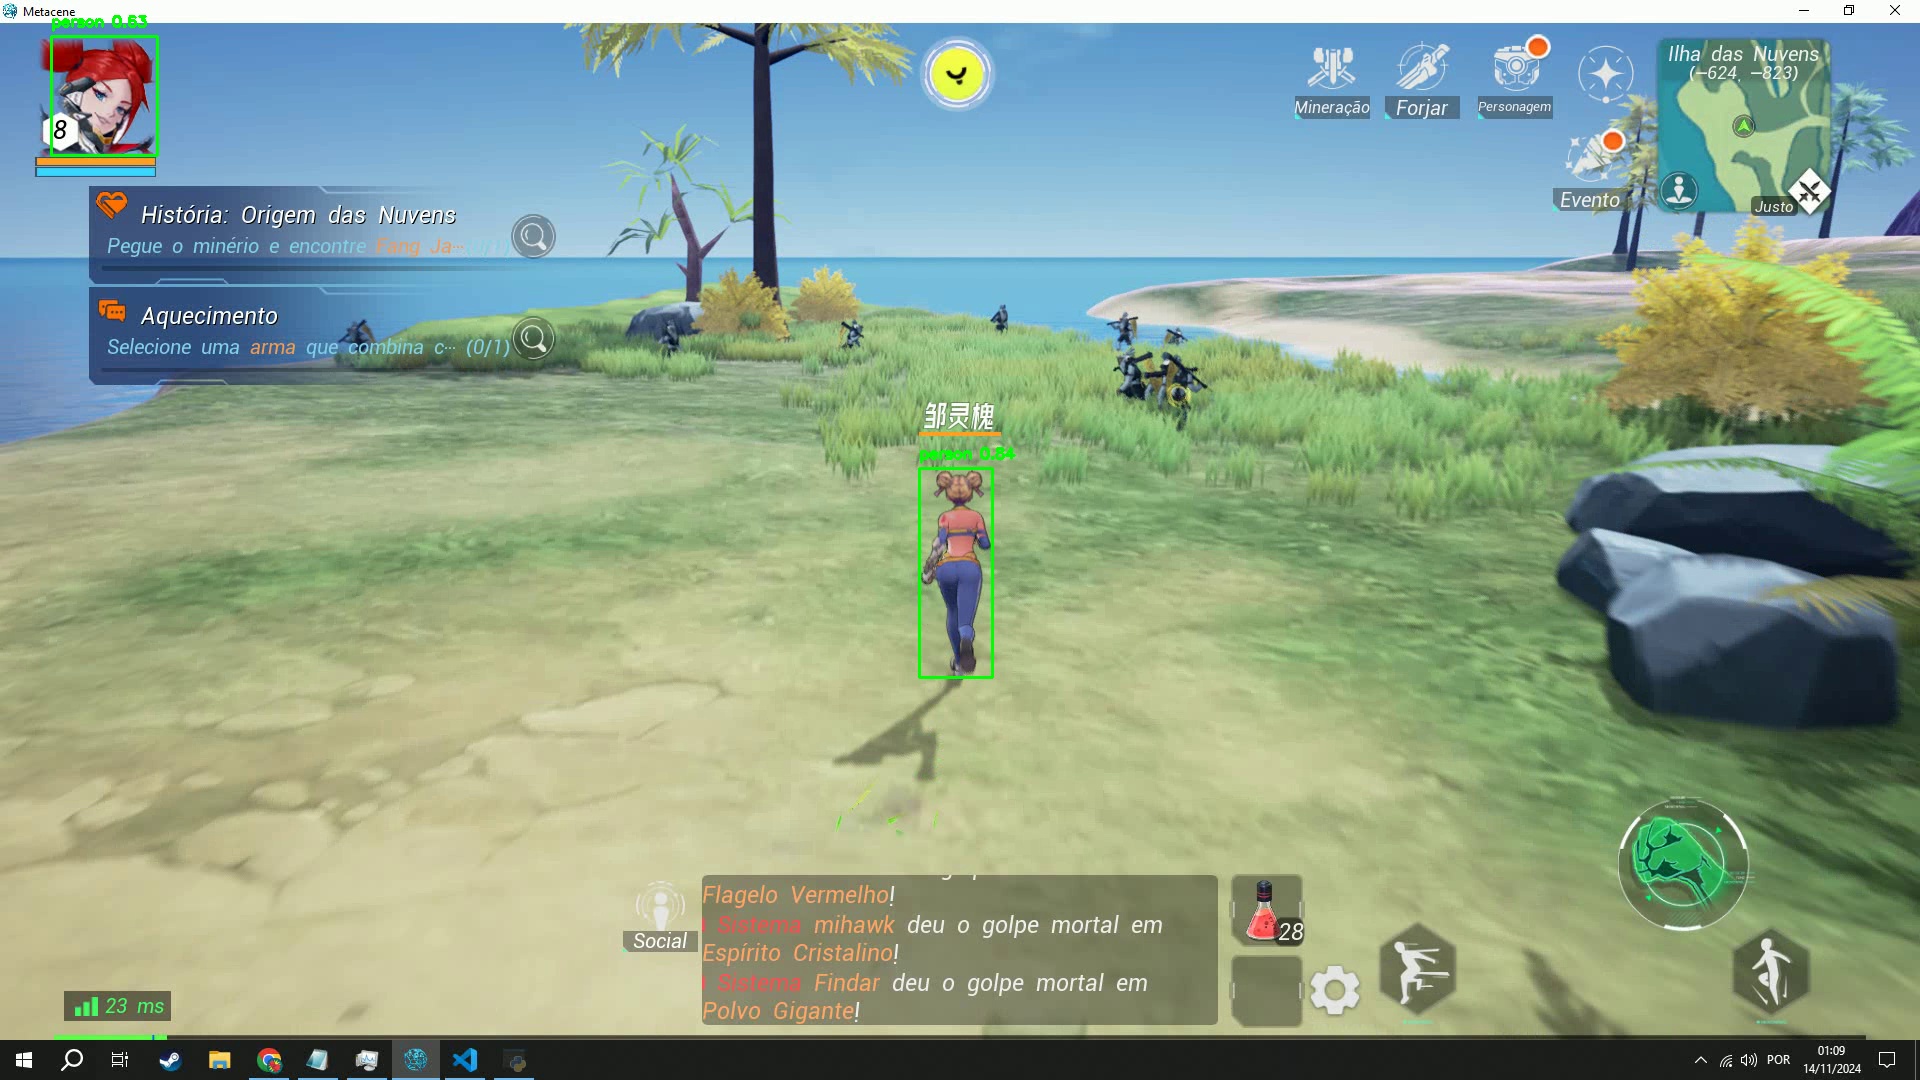 Metacene
person 0.63
8
Mineração
Forjar
Personagem
Evento
Ilha das Nuvens
(-624, -823)
Justo
História: Origem das Nuvens
Pegue o minério e encontre Fang Ja… (0/1)
Aquecimento
Selecione uma arma que combina c… (0/1)
邹灵槐
person 0.84
Flagelo Vermelho!
Sistema mihawk deu o golpe mortal em
Espírito Cristalino!
Sistema Findar deu o golpe mortal em
Polvo Gigante!
Social
28
23 ms
POR
01:09
14/11/2024